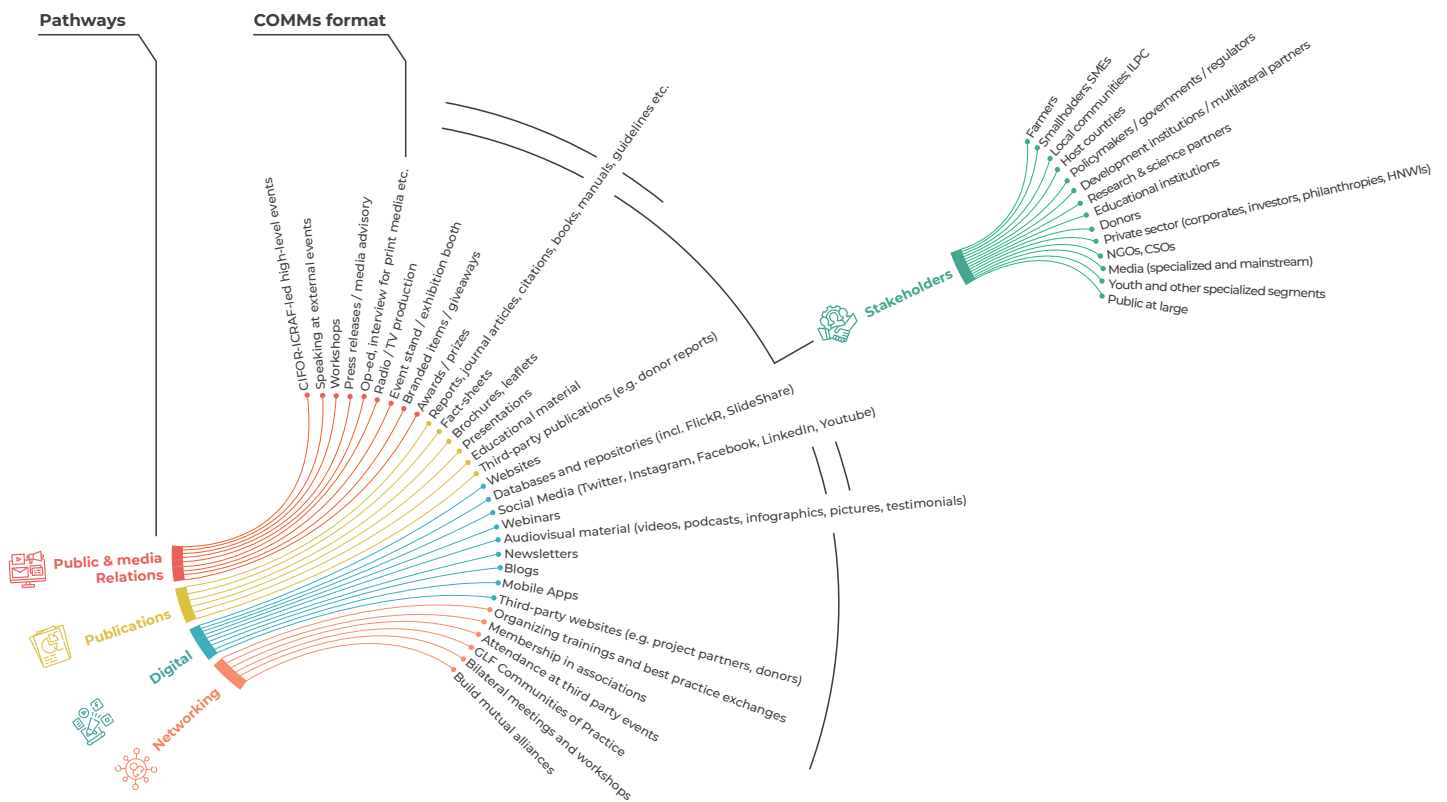 Pathways
COMMs format
Public & media
Relations
Publications
Digital
Networking
CIFOR-ICRAF-led high-level events
Speaking at external events
Workshops
Press releases / media advisory
Op-ed, interview for print media etc.
Radio / TV production
Event stand / exhibition booth
Branded items / giveaways
Awards / prizes
Reports, journal articles, citations, books, manuals, guidelines etc.
Fact-sheets
Brochures, leaflets
Presentations
Educational material
Third-party publications (e.g. donor reports)
Websites
Databases and repositories (incl. FlickR, SlideShare)
Social Media (Twitter, Instagram, Facebook, LinkedIn, Youtube)
Webinars
Audiovisual material (videos, podcasts, infographics, pictures, testimonials)
Newsletters
Blogs
Mobile Apps
Third-party websites (e.g. project partners, donors)
Organizing trainings and best practice exchanges
Membership in associations
Attendance at third party events
GLF Communities of Practice
Bilateral meetings and workshops
Build mutual alliances
Stakeholders
Farmers
Smallholders, SMEs
Local communities, ILPC
Host countries
Policymakers / governments / regulators
Development institutions / multilateral partners
Research & science partners
Educational institutions
Donors
Private sector (corporates, investors, philanthropies, HNWIs)
NGOs, CSOs
Media (specialized and mainstream)
Youth and other specialized segments
Public at large